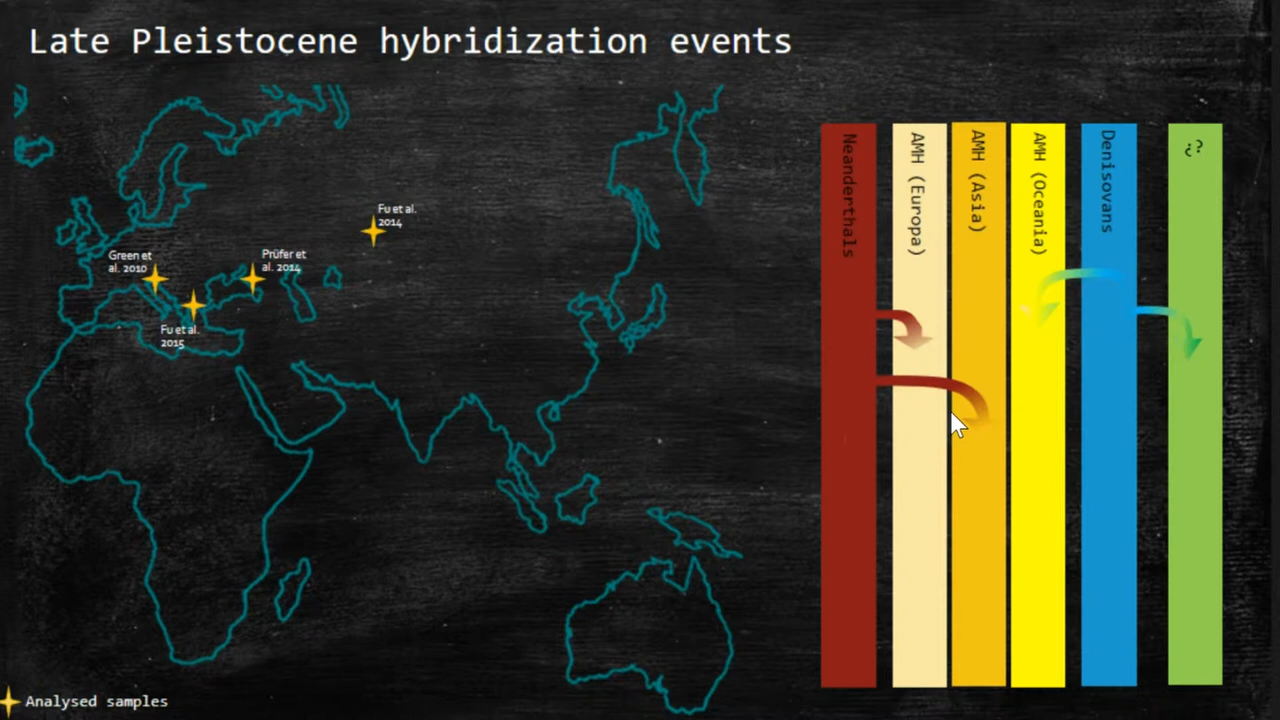 Late Pleistocene hybridization events
Fu et al.
2014
Green et
al. 2010
Prüfer et
al. 2014
Fu et al.
2015
Neanderthals
AMH (Europa)
AMH (Asia)
AMH (Oceania)
Denisovans
Analysed samples